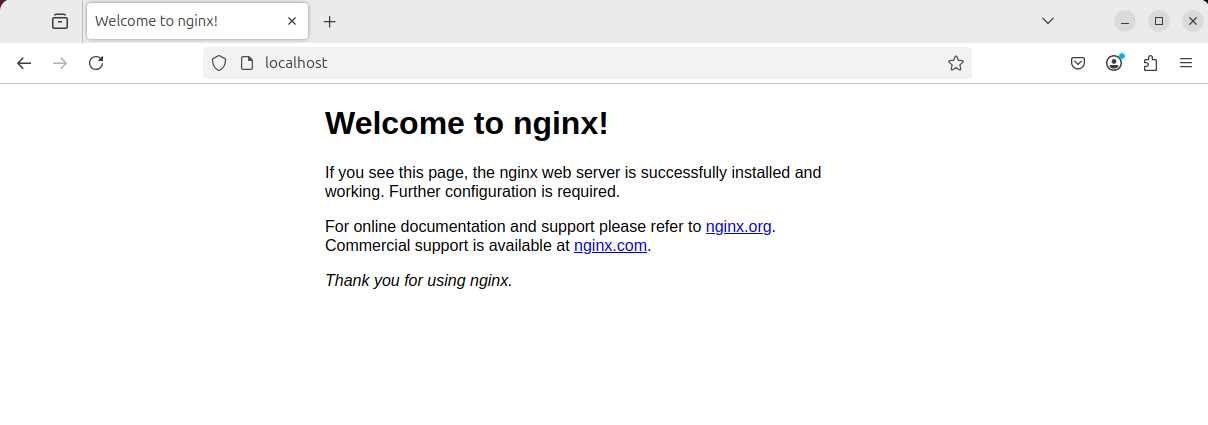 Welcome to nginx!
localhost
Welcome to nginx!
If you see this page, the nginx web server is successfully installed and
working. Further configuration is required.
For online documentation and support please refer to nginx.org.
Commercial support is available at nginx.com.
Thank you for using nginx.